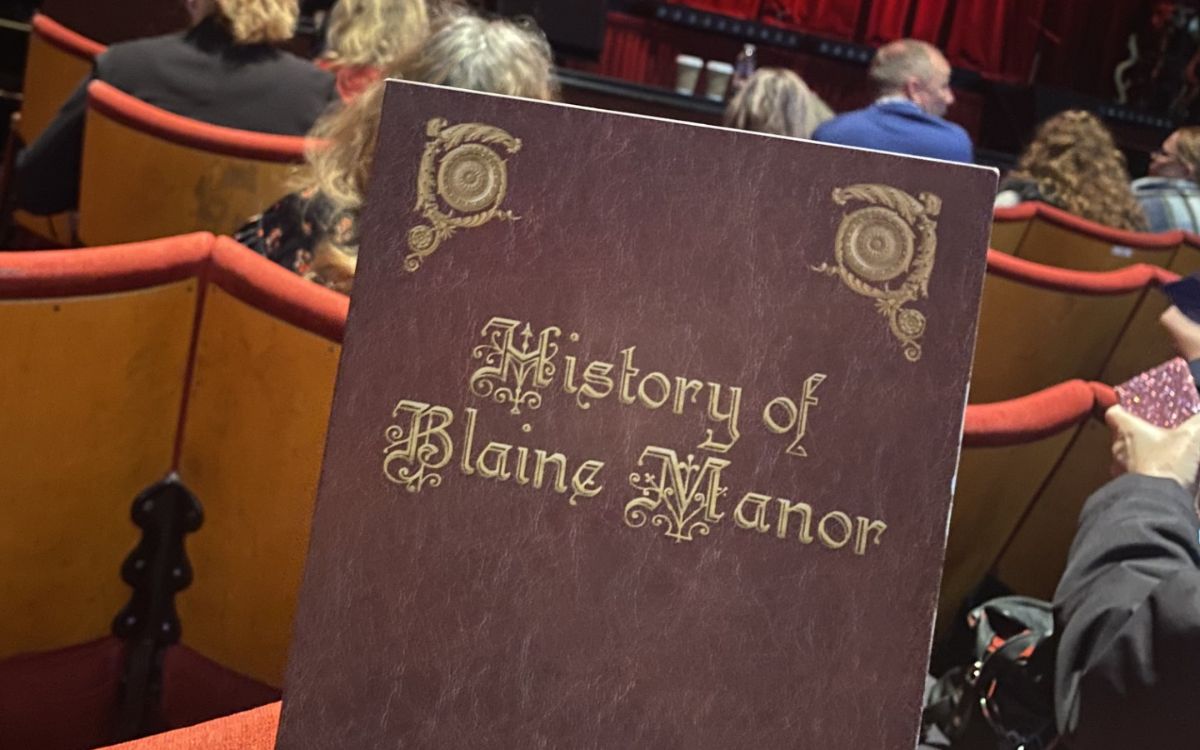 History of
Blaine Manor